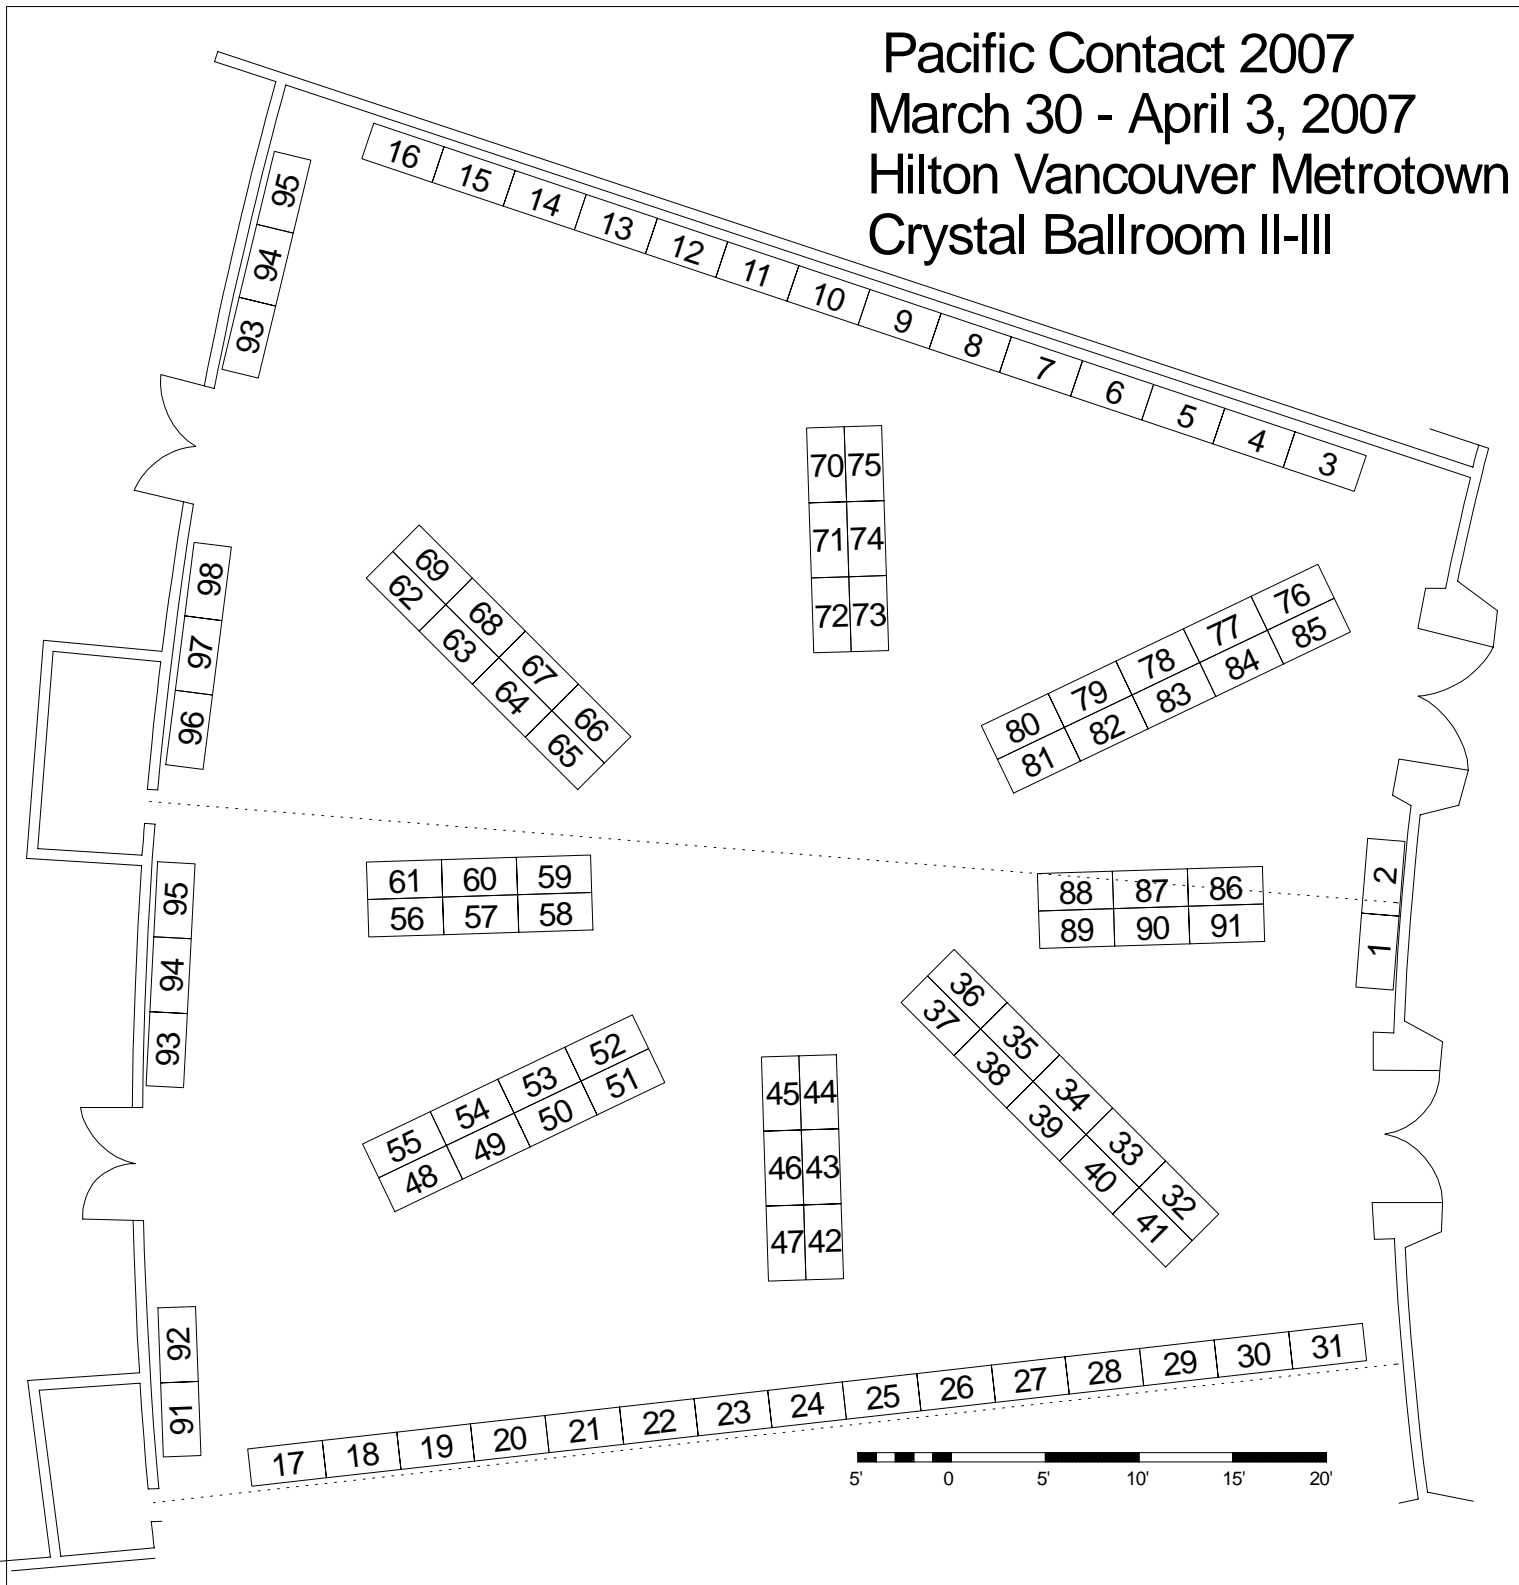 Pacific Contact 2007
March 30 - April 3, 2007
Hilton Vancouver Metrotown
Crystal Ballroom II-III
16 15 14 13 12 11 10 9 8 7 6 5 4 3
95
94
93
70 75
71 74
72 73
69 68 67 66
62 63 64 65
98
97
96
80 79 78 77 76
81 82 83 84 85
61 60 59
56 57 58
88 87 86
89 90 91
2
1
95
94
93
36 35 34 33 32
37 38 39 40 41
55 54 53 52
48 49 50 51
45 44
46 43
47 42
92
91
17 18 19 20 21 22 23 24 25 26 27 28 29 30 31
5' 0 5' 10' 15' 20'